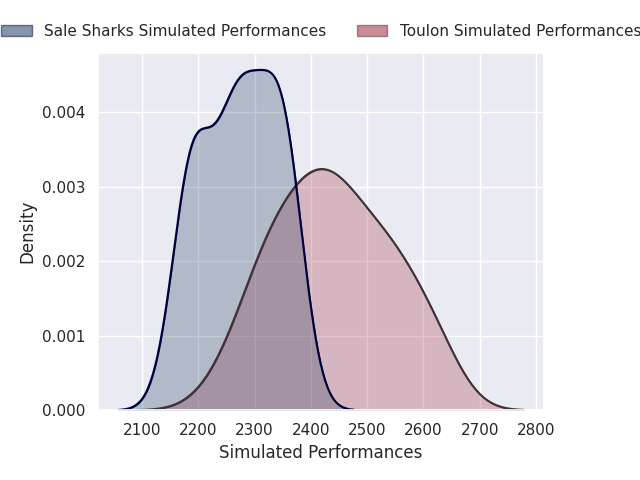 Sale Sharks Simulated Performances Toulon Simulated Performances
0.004
0.003
0.002
0.001
0.000
Density
2100 2200 2300 2400 2500 2600 2700 2800
Simulated Performances